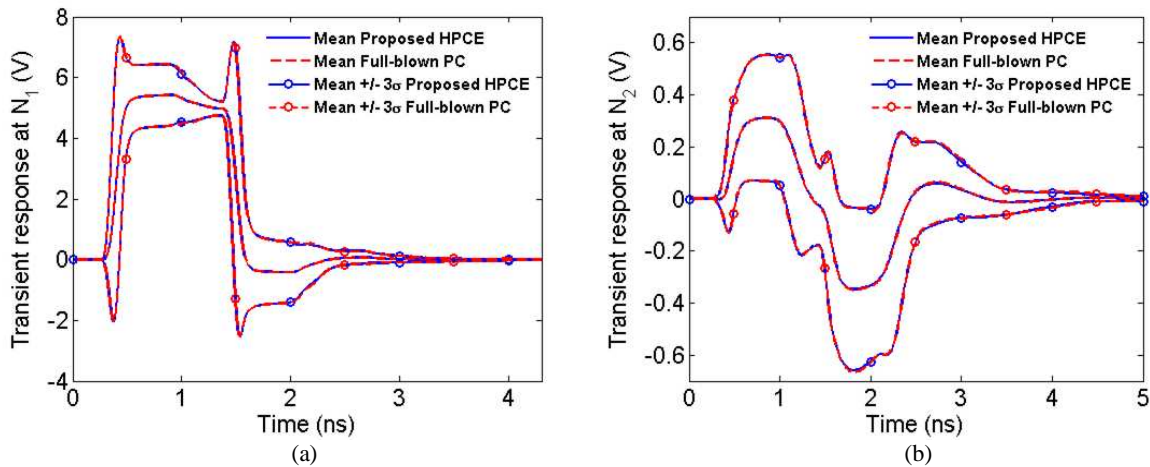 Transient response at N1 (V)
8
6
4
2
0
-2
-4
Mean Proposed HPCE
Mean Full-blown PC
Mean +/- 3σ Proposed HPCE
Mean +/- 3σ Full-blown PC
0 1 2 3 4
Time (ns)
(a)
Transient response at N2 (V)
0.6
0.4
0.2
0
-0.2
-0.4
-0.6
Mean Proposed HPCE
Mean Full-blown PC
Mean +/- 3σ Proposed HPCE
Mean +/- 3σ Full-blown PC
0 1 2 3 4 5
Time (ns)
(b)